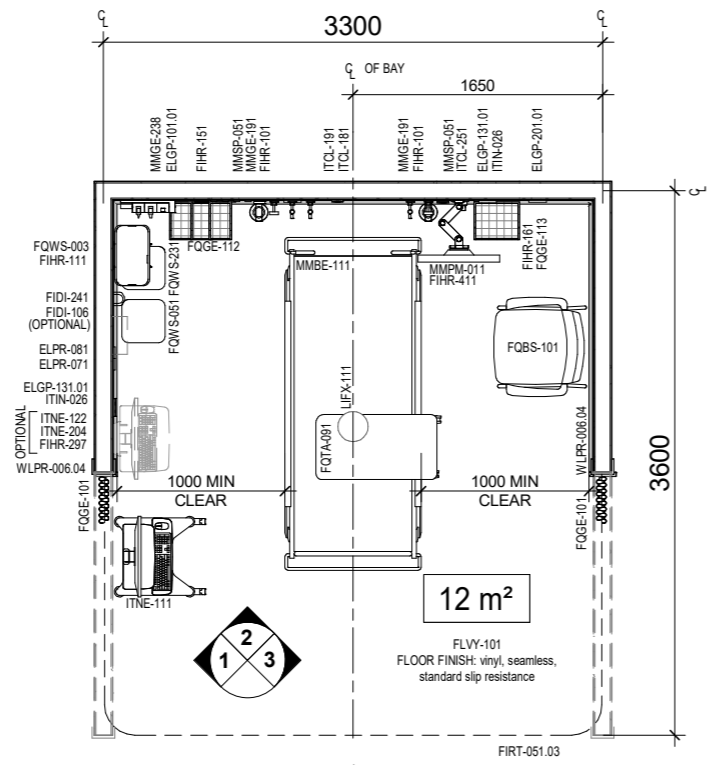 ℄
℄
3300
℄ OF BAY
1650
MMGE-238
ELGP-101.01
FIHR-151
MMSP-051
MMGE-191
FIHR-101
ITCL-191
ITCL-181
MMGE-191
FIHR-101
MMSP-051
ITCL-251
ELGP-131.01
ITIN-026
ELGP-201.01
℄
FQWS-003
FIHR-111
FQWS-231
FQGE-112
MMBE-111
MMPM-011
FIHR-411
FIHR-161
FQGE-113
FIDI-241
FIDI-106
(OPTIONAL)
FQWS-051
ELPR-081
ELPR-071
FQBS-101
ELGP-131.01
ITIN-026
OPTIONAL
ITNE-122
ITNE-204
FIHR-297
WLPR-006.04
LIFX-111
FQTA-091
WLPR-006.04
3600
1000 MIN
CLEAR
1000 MIN
CLEAR
FQGE-101
FQGE-101
ITNE-111
12 m²
2
1 3
FLVY-101
FLOOR FINISH: vinyl, seamless,
standard slip resistance
FIRT-051.03